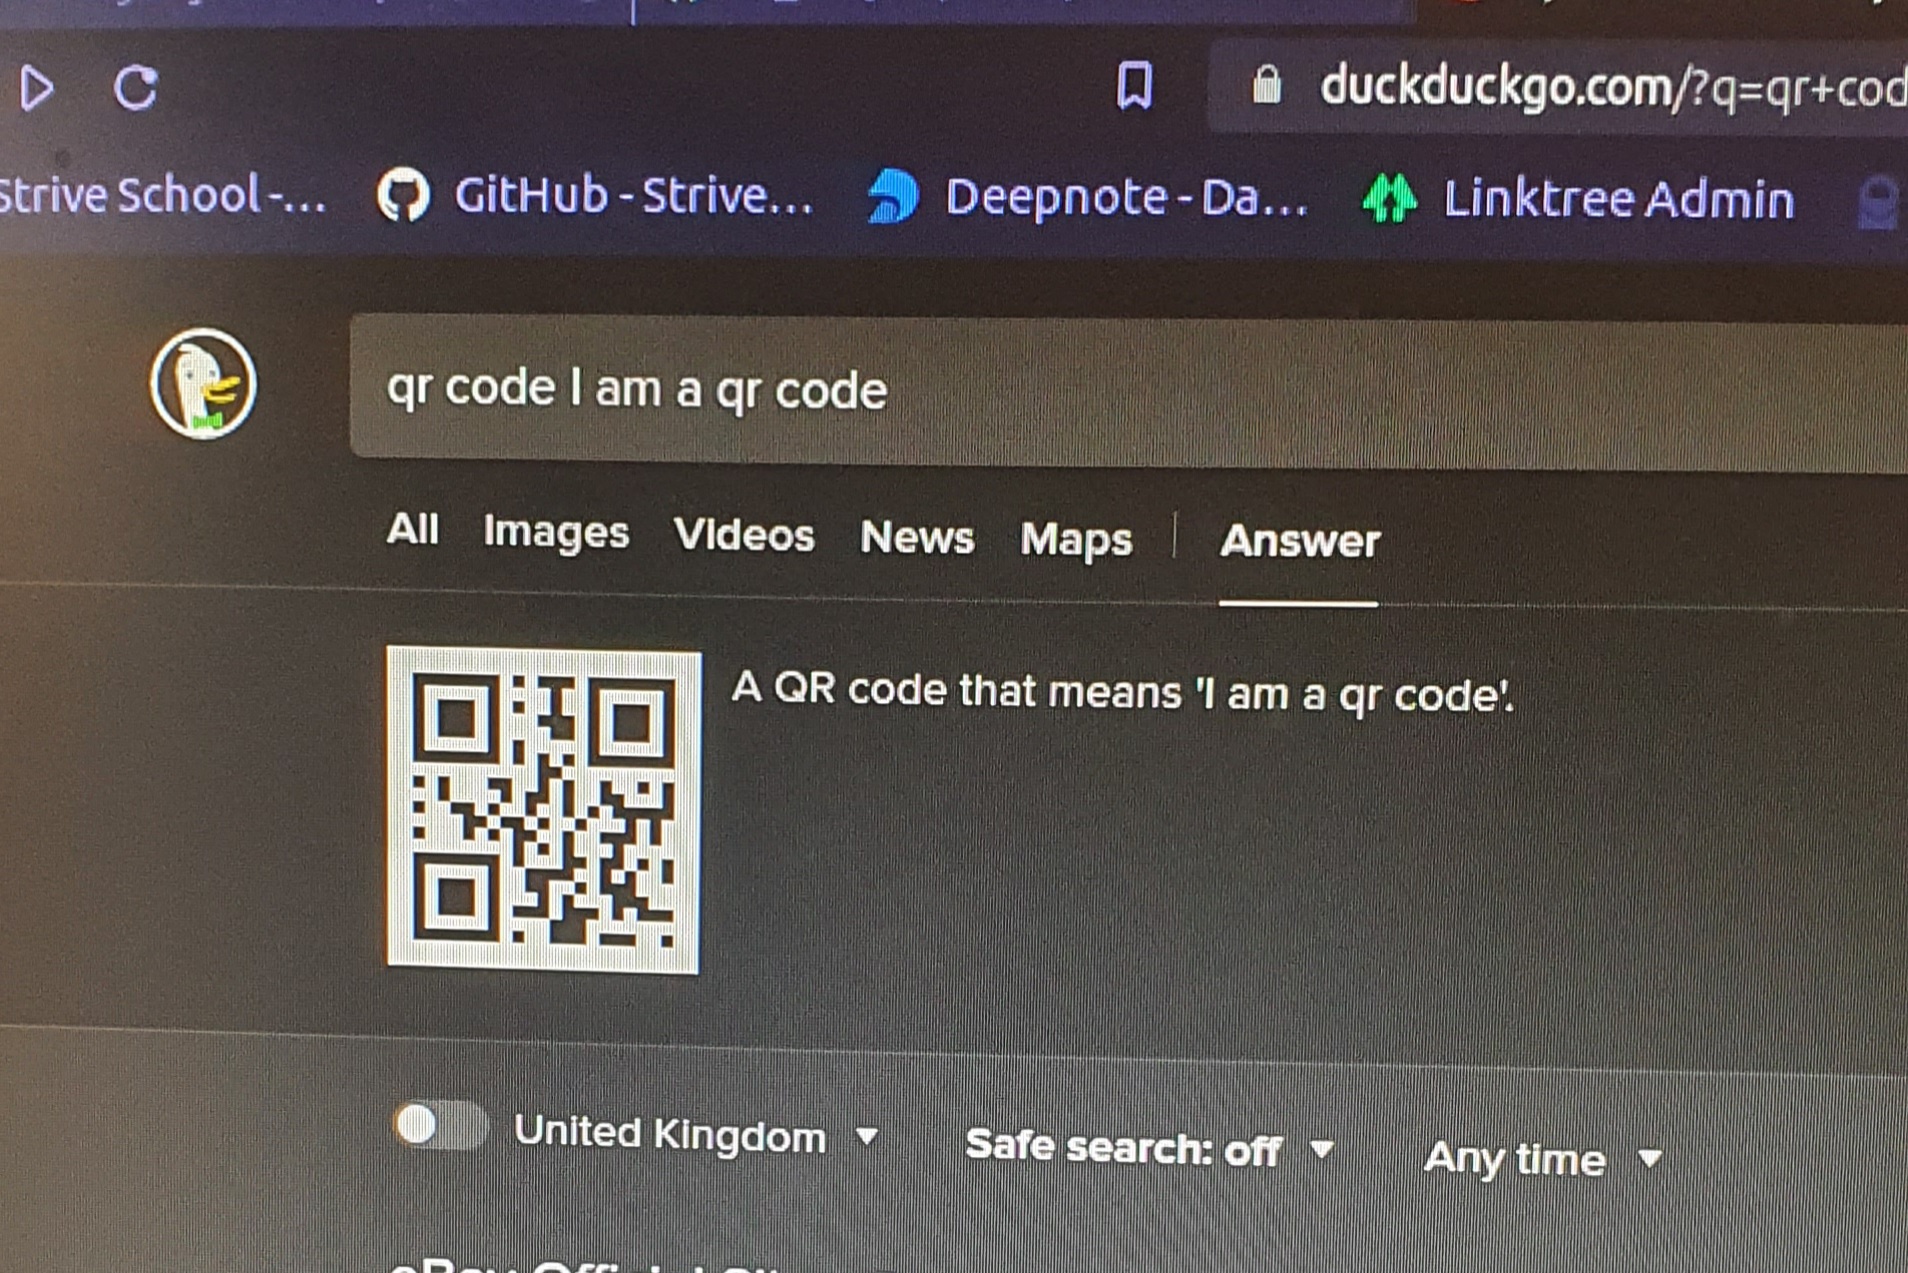 duckduckgo.com/?q=qr+cod
Strive School -...
GitHub - Strive...
Deepnote - Da...
Linktree Admin
qr code I am a qr code
All Images Videos News Maps | Answer
A QR code that means 'I am a qr code'.
United Kingdom
Safe search: off
Any time